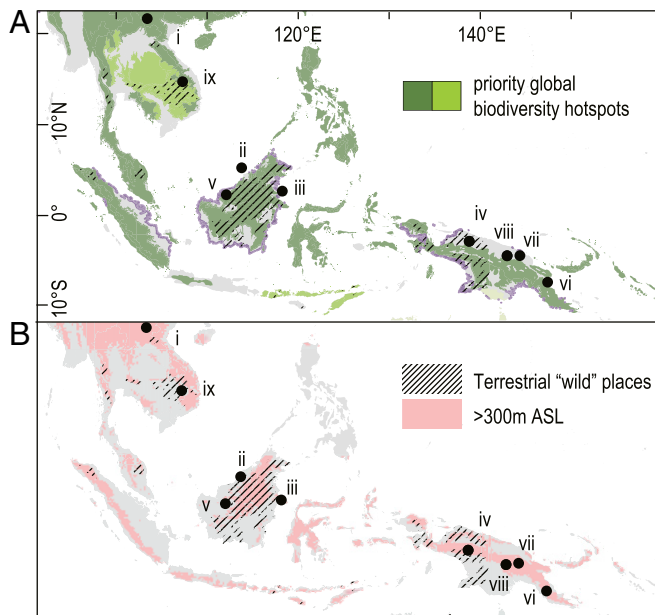 A
120°E
140°E
i
ix
priority global
biodiversity hotspots
10°N
ii
v
iii
0°
iv
viii
vii
vi
10°S
B
i
Terrestrial “wild” places
ix
>300m ASL
ii
v
iii
iv
vii
viii
vi